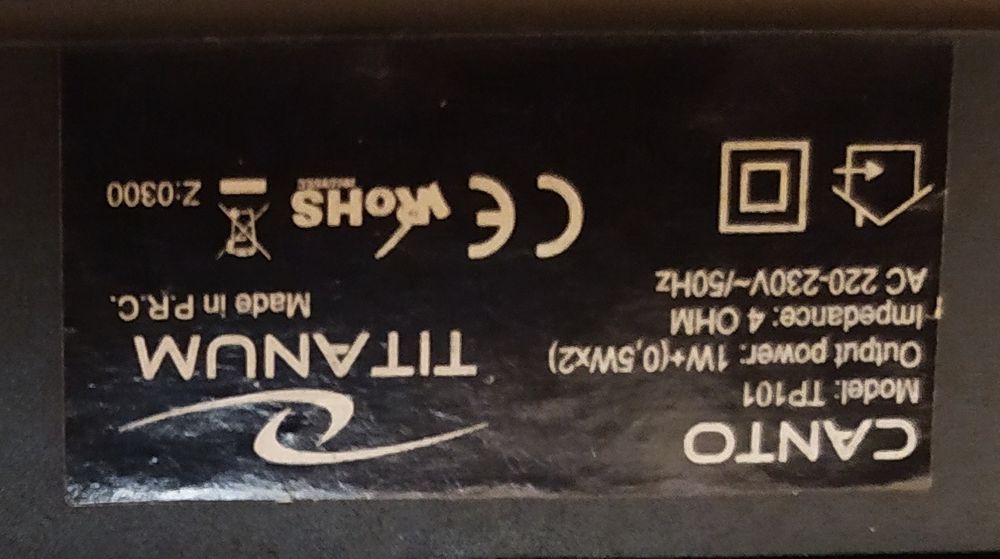 CANTO
Model: TP101
Output power: 1W+(0,5Wx2)
Impedance: 4 OHM
AC 220-230V~/50Hz
TITANUM
Made in P.R.C.
CE
RoHS
Z:0300